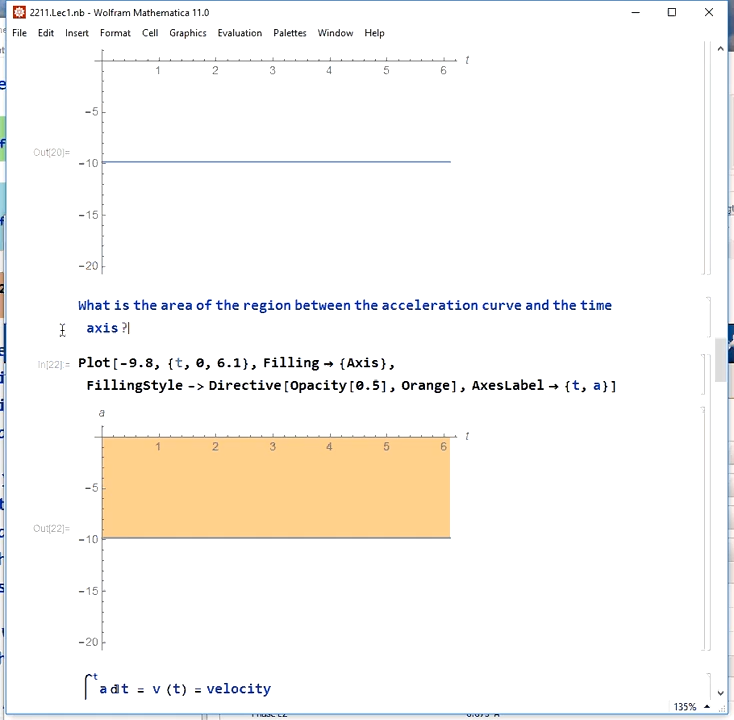 2211.Lec1.nb - Wolfram Mathematica 11.0
File Edit Insert Format Cell Graphics Evaluation Palettes Window Help
t
1 2 3 4 5 6
-5
Out[20]=
-10
-15
-20
What is the area of the region between the acceleration curve and the time
axis?
In[22]:= Plot[-9.8, {t, 0, 6.1}, Filling → {Axis},
FillingStyle -> Directive[Opacity[0.5], Orange], AxesLabel → {t, a}]
a
t
1 2 3 4 5 6
-5
Out[22]=
-10
-15
-20
∫^t a ⅆt = v (t) = velocity
135%